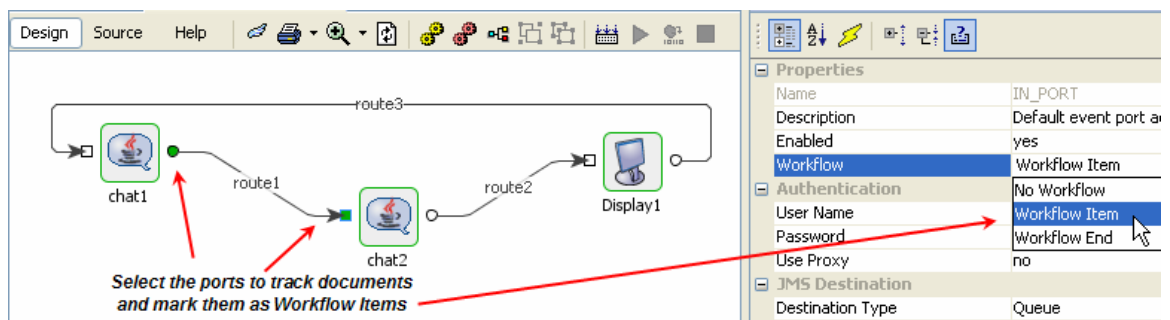 Design Source Help
route3
chat1
route1
route2
Display1
chat2
Select the ports to track documents
and mark them as Workflow Items
Properties
Name IN_PORT
Description Default event port a
Enabled yes
Workflow Workflow Item
No Workflow
Authentication
Workflow Item
User Name
Workflow End
Password
Use Proxy no
JMS Destination
Destination Type Queue